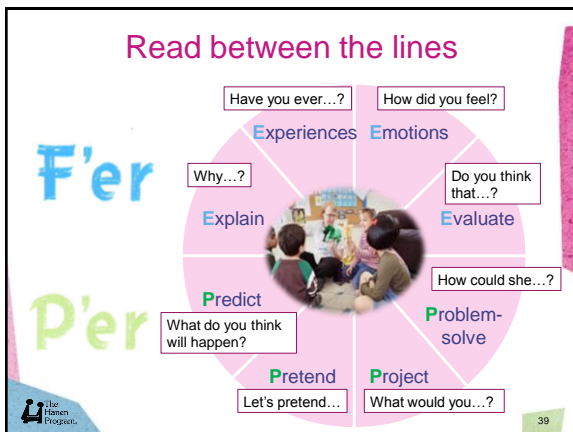 Read between the lines
Have you ever…?
How did you feel?
Experiences
Emotions
F'er
Why…?
Do you think
that…?
Explain
Evaluate
How could she…?
P'er
Predict
What do you think
will happen?
Problem-
solve
Pretend
Let's pretend…
Project
What would you…?
The
Hanen
Program.
39